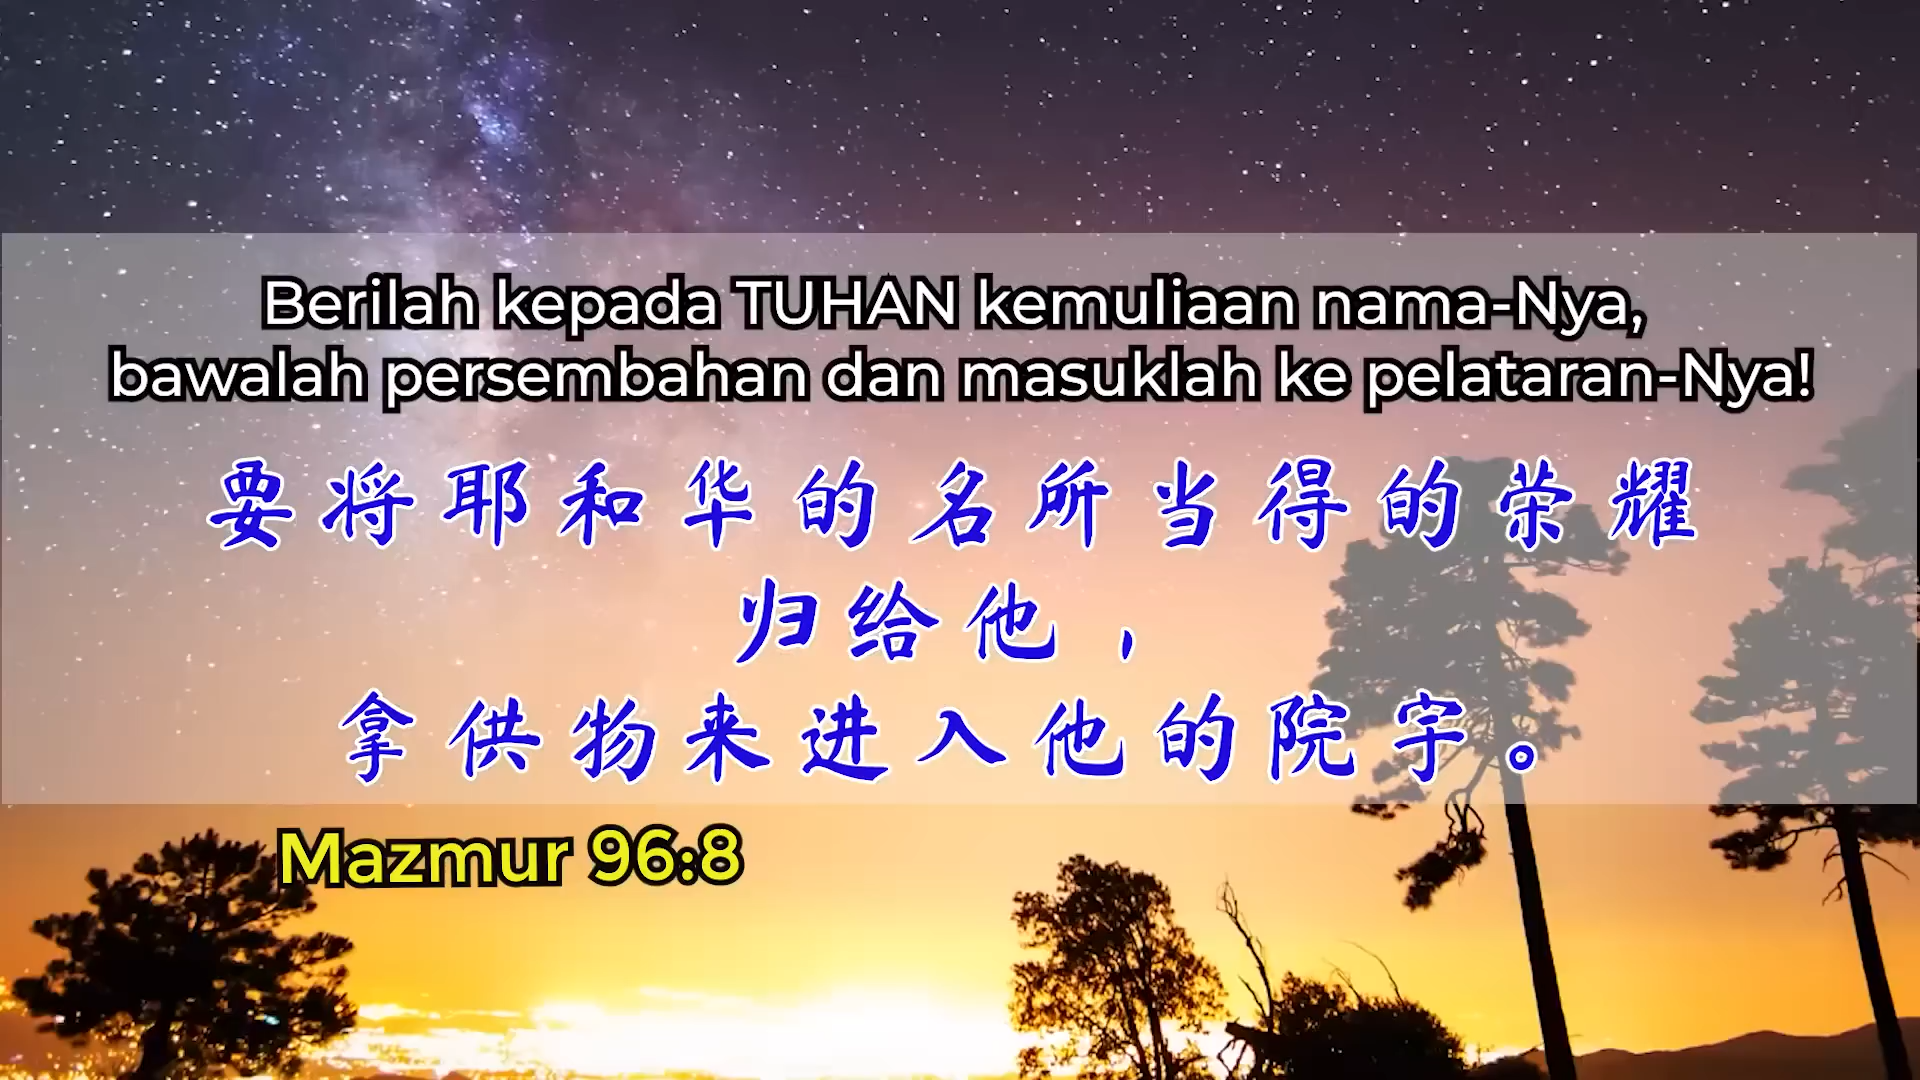 Berilah kepada TUHAN kemuliaan nama-Nya,
bawalah persembahan dan masuklah ke pelataran-Nya!
要将耶和华的名所当得的荣耀
归给他，
拿供物来进入他的院宇。
Mazmur 96:8